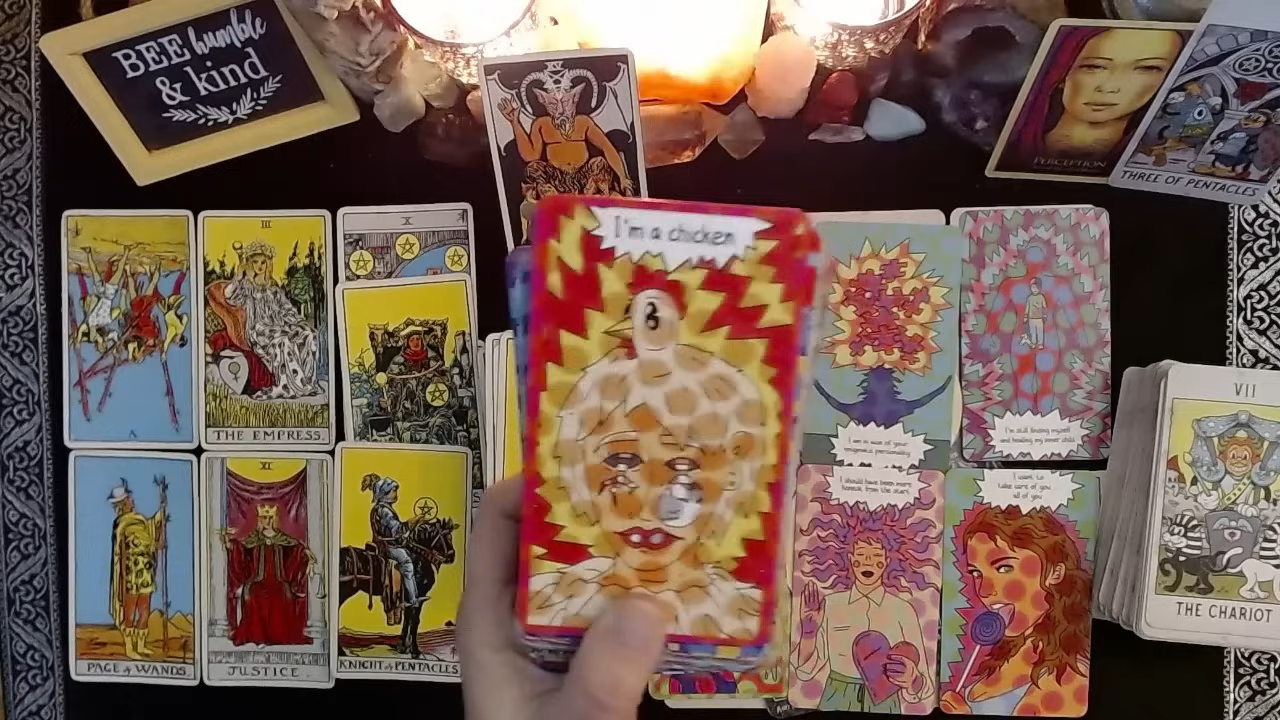 BEE humble
& kind
XV
PERCEPTION
THREE OF PENTACLES
I'm a chicken
III
THE EMPRESS.
X
V
PAGE of WANDS.
XI
JUSTICE.
KNIGHT of PENTACLES
I am in awe of your
enigmatic personality
I'm still finding myself
and healing my inner child
I should have been more
honest from the start
I want to
take care of you
all of you
VII
THE CHARIOT